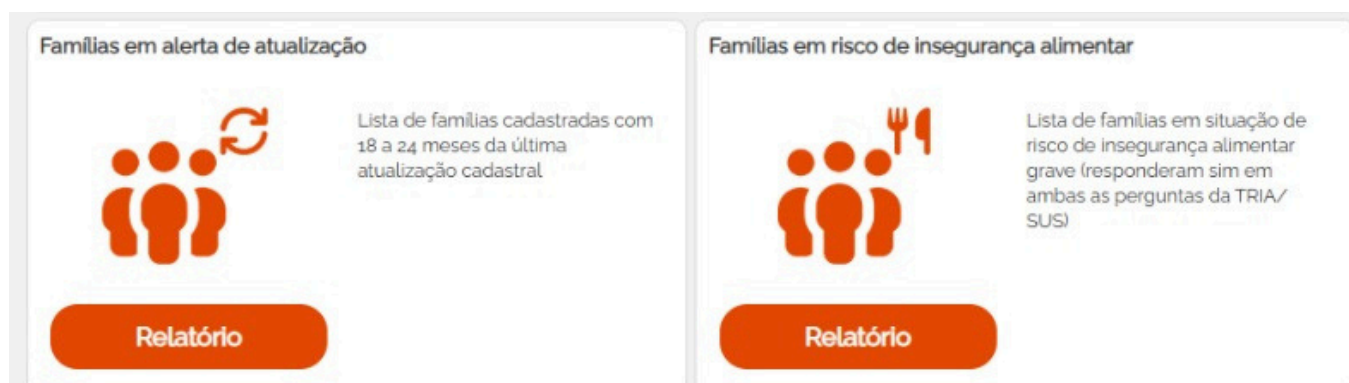 Famílias em alerta de atualização
Lista de famílias cadastradas com
18 a 24 meses da última
atualização cadastral
Relatório
Famílias em risco de insegurança alimentar
Lista de famílias em situação de
risco de insegurança alimentar
grave (responderam sim em
ambas as perguntas da TRIA/
SUS)
Relatório